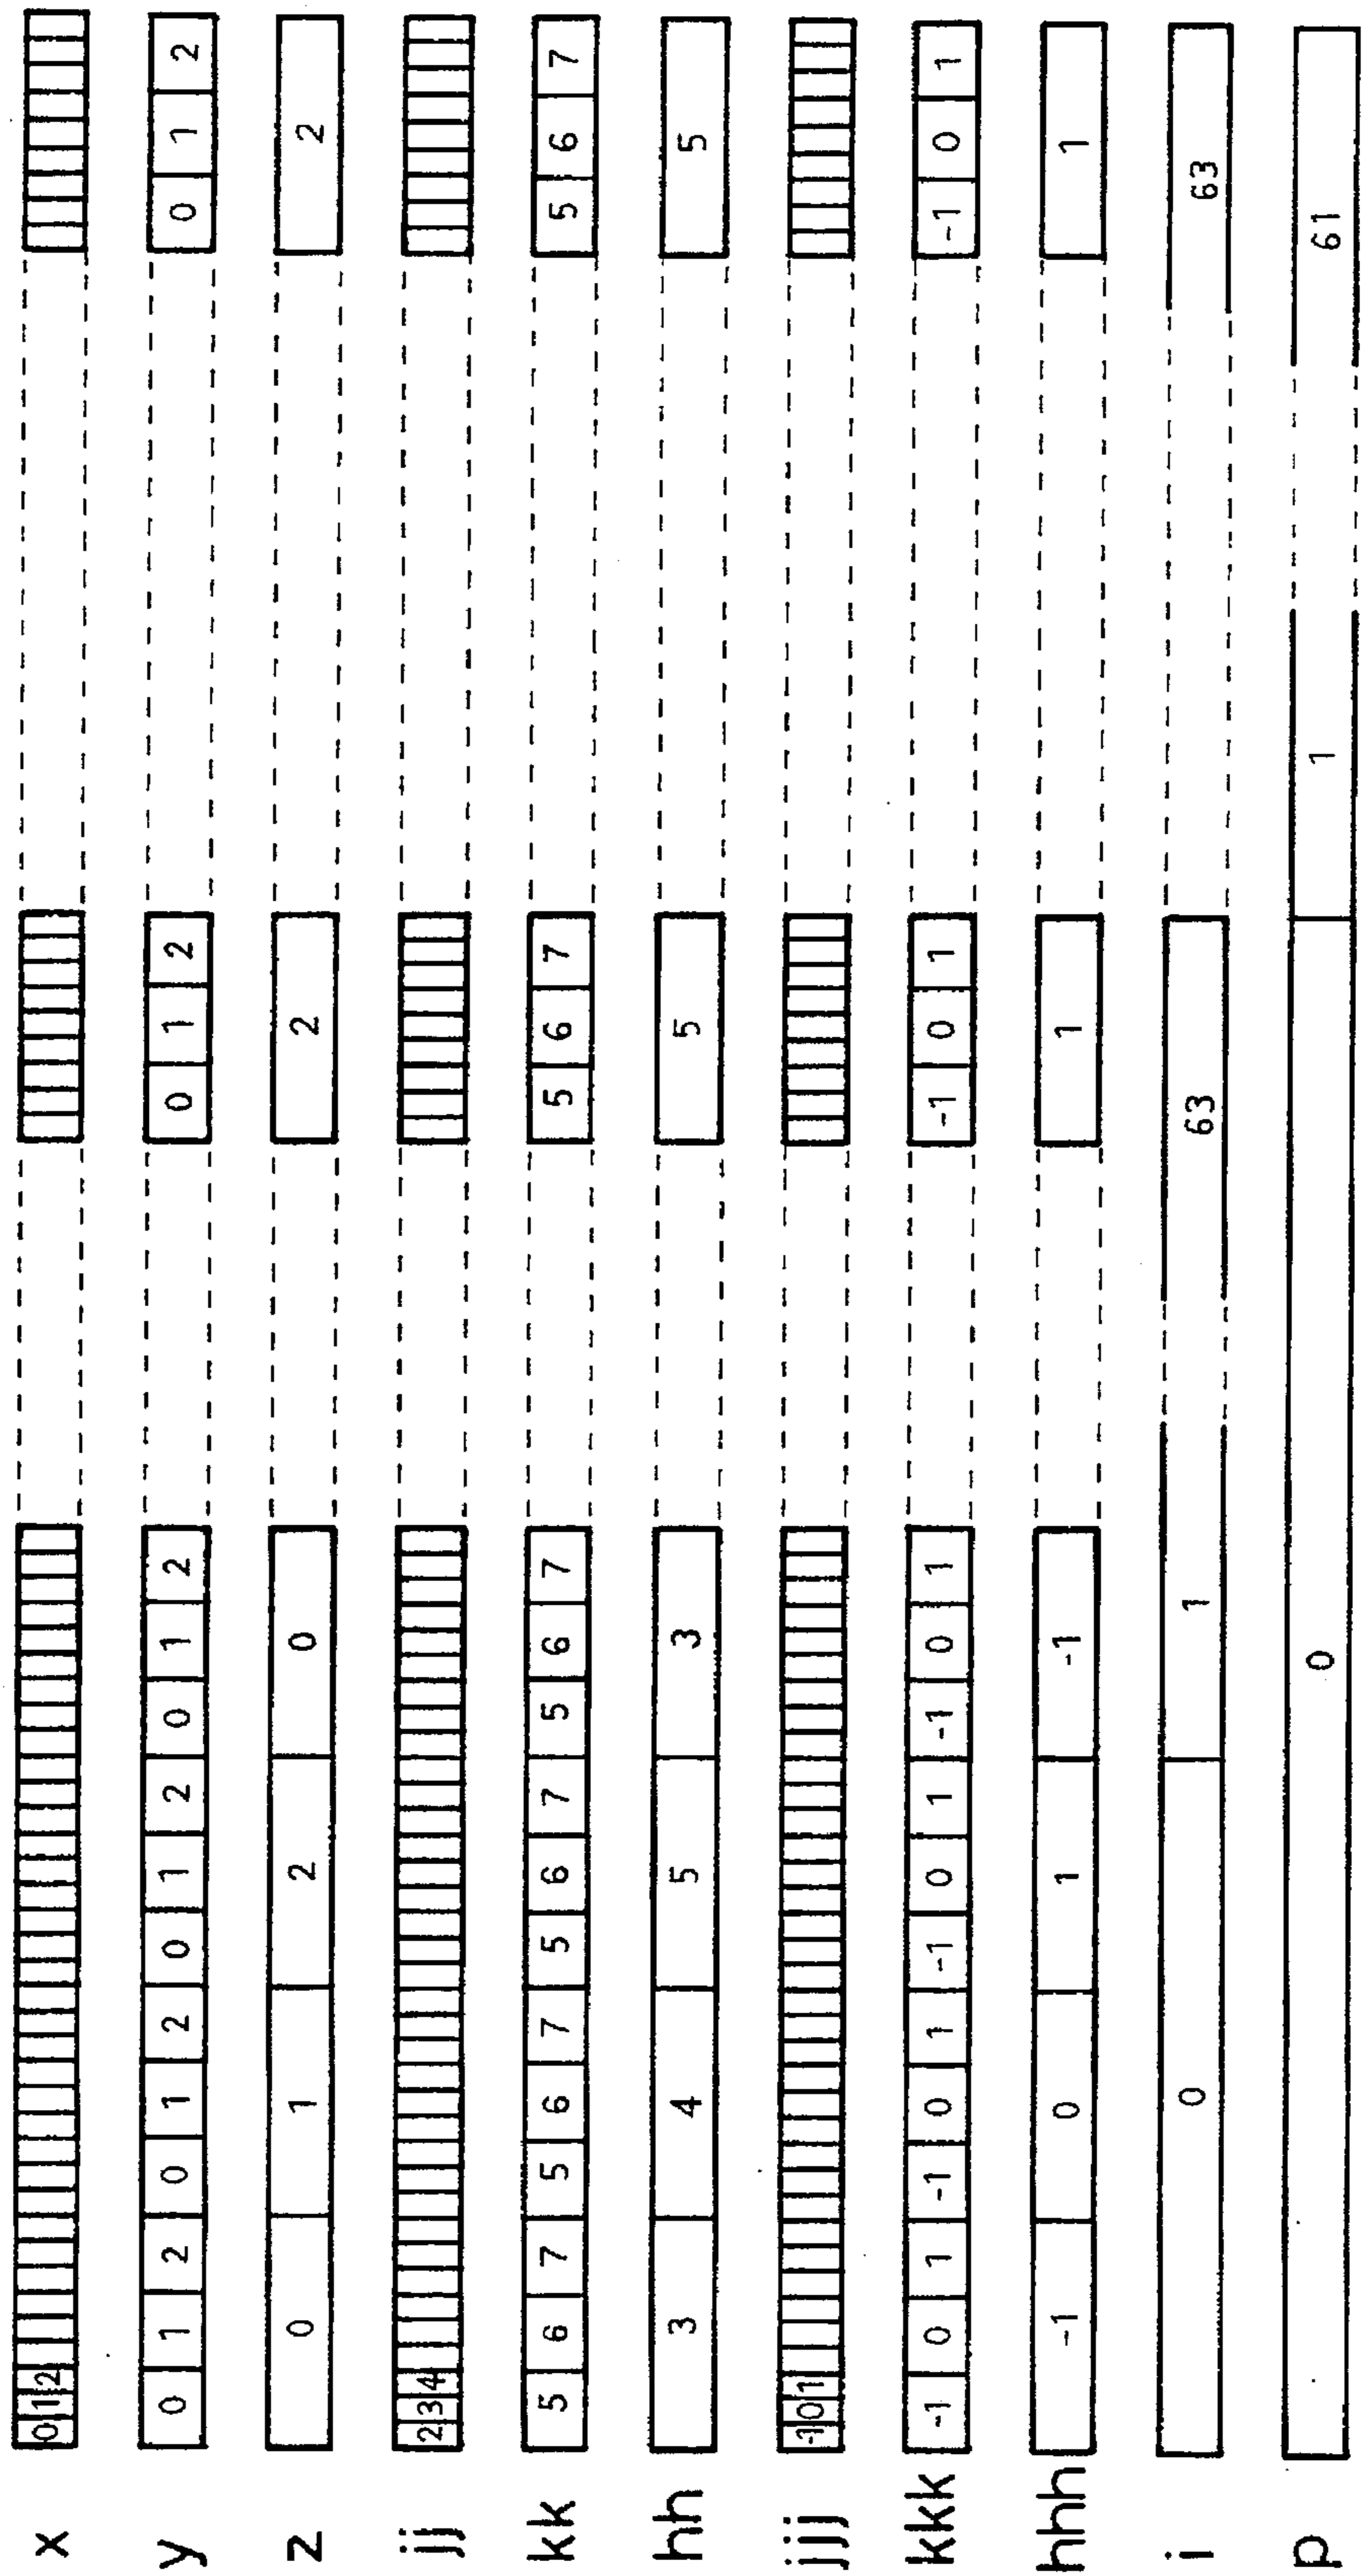 x 0 1 2
y 0 1 2 0 1 2 0 1 2 0 1 2 0 1 2 0 1 2
z 0 1 2 0 2 2
jj 2 3 4
kk 5 6 7 5 6 7 5 6 7 5 6 7 5 6 7 5 6 7
hh 3 4 5 3 5 5
jjj -1 0 1
kkk -1 0 1 -1 0 1 -1 0 1 -1 0 1 -1 0 1 -1 0 1
hhh -1 0 1 -1 1 1
i 0 1 63 63
p 0 1 61